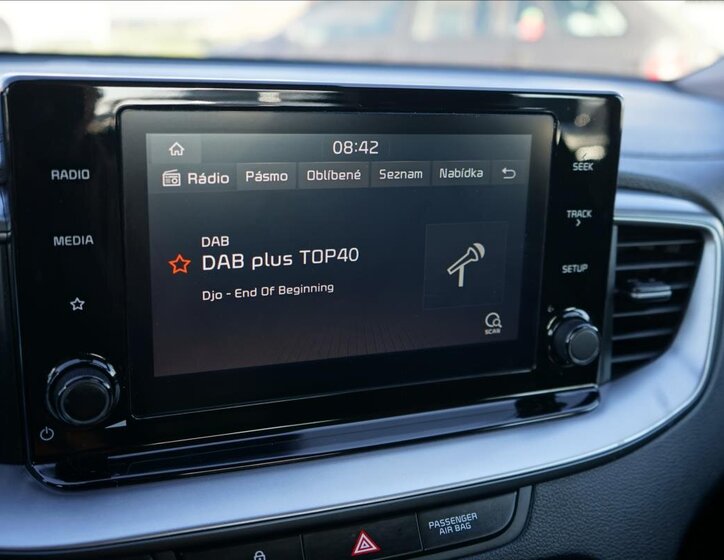 08:42
RADIO
MEDIA
Rádio Pásmo Oblíbené Seznam Nabídka
DAB
DAB plus TOP40
Djo - End Of Beginning
SCAN
SEEK
TRACK
SETUP
PASSENGER
AIR BAG